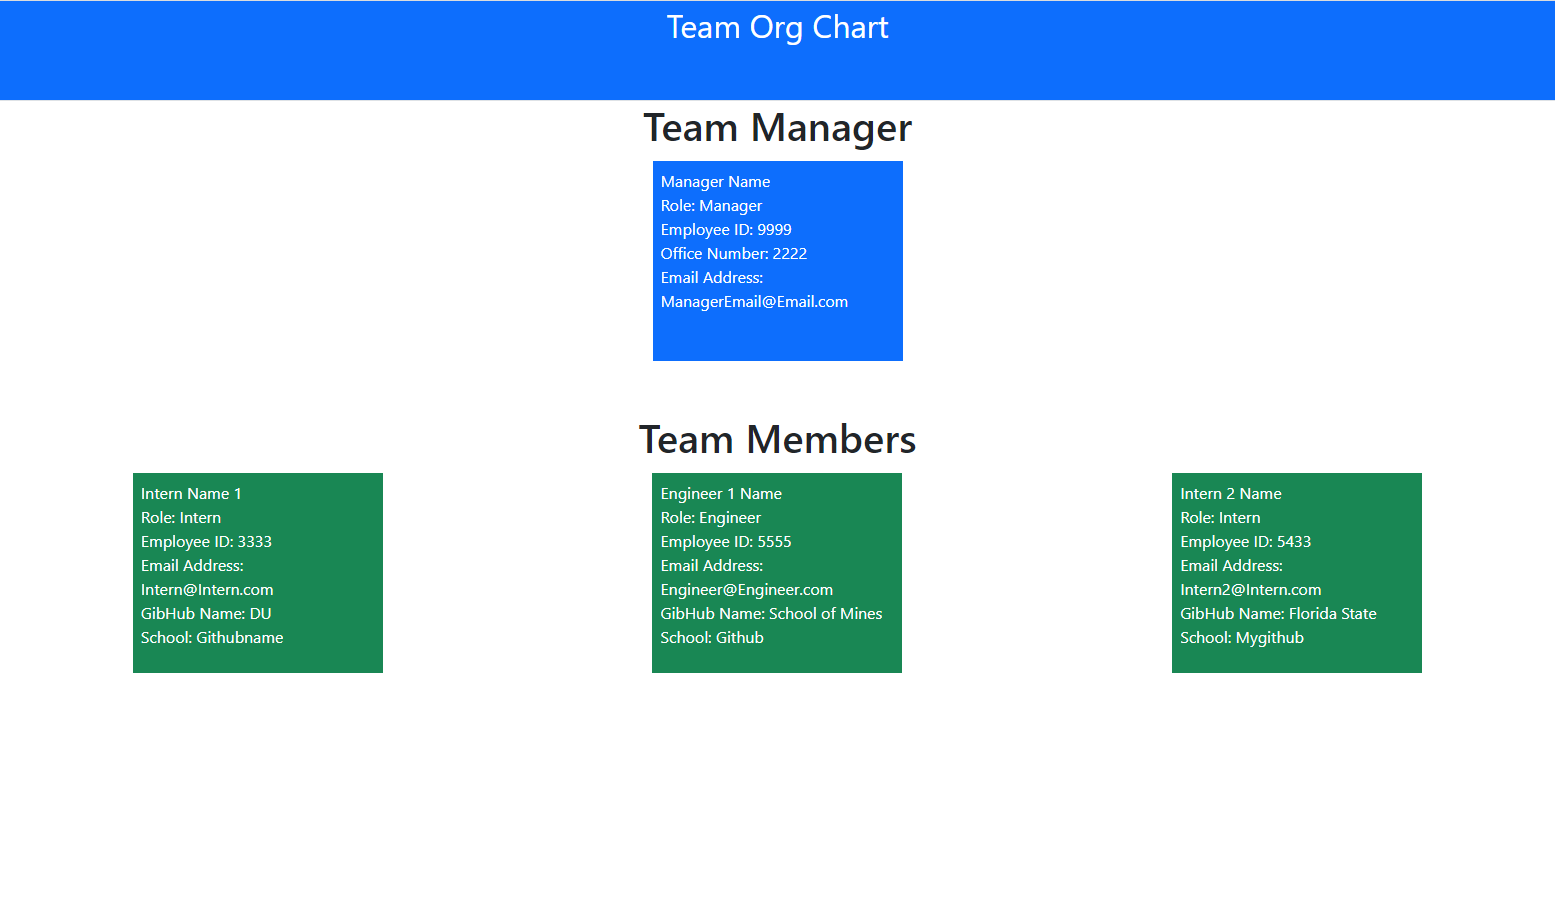 Team Org Chart
Team Manager
Manager Name
Role: Manager
Employee ID: 9999
Office Number: 2222
Email Address:
ManagerEmail@Email.com
Team Members
Intern Name 1
Role: Intern
Employee ID: 3333
Email Address:
Intern@Intern.com
GibHub Name: DU
School: Githubname
Engineer 1 Name
Role: Engineer
Employee ID: 5555
Email Address:
Engineer@Engineer.com
GibHub Name: School of Mines
School: Github
Intern 2 Name
Role: Intern
Employee ID: 5433
Email Address:
Intern2@Intern.com
GibHub Name: Florida State
School: Mygithub